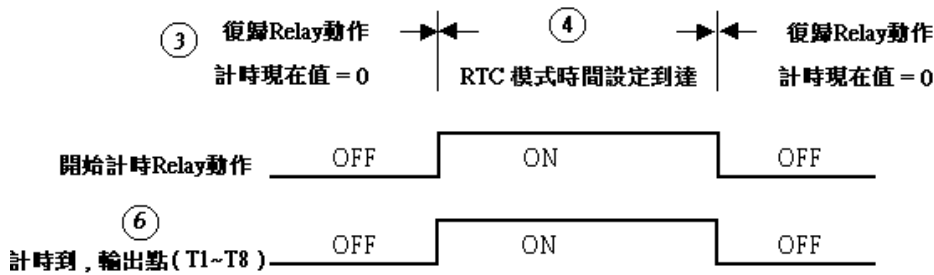 ③ 復歸Relay動作
計時現在值 = 0
④
RTC 模式時間設定到達
復歸Relay動作
計時現在值 = 0
開始計時Relay動作 OFF ON OFF
⑥
計時到 , 輸出點 ( T1~T8 ) OFF ON OFF